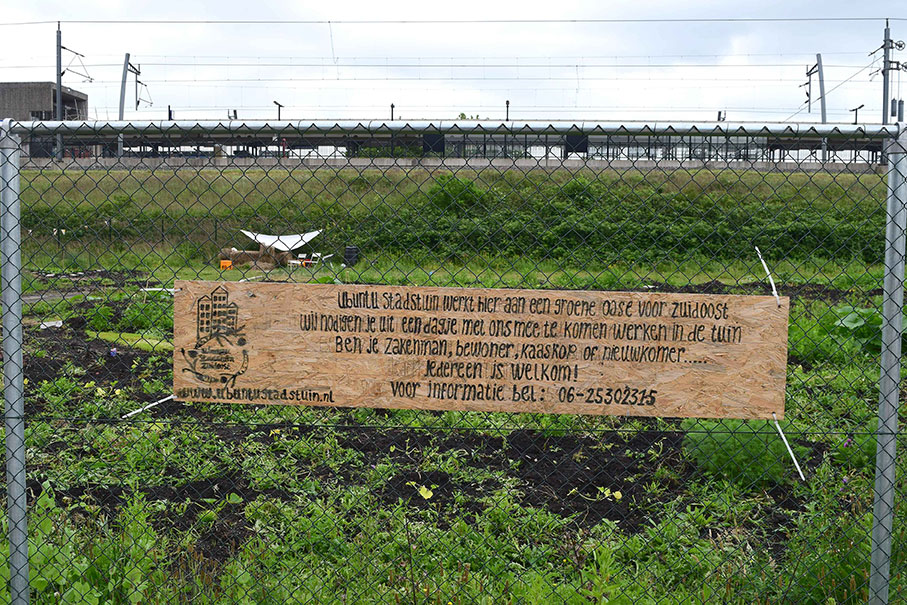 Ubuntu Stadstuin werkt hier aan een groene oase voor Zuidoost
Wij nodigen je uit een dagje met ons mee te komen werken in de tuin
Ben je zakenman, bewoner, kaaskop of nieuwkomer.....
Iedereen is welkom!
Voor informatie bel: 06-25302315
www.ubuntustadstuin.nl